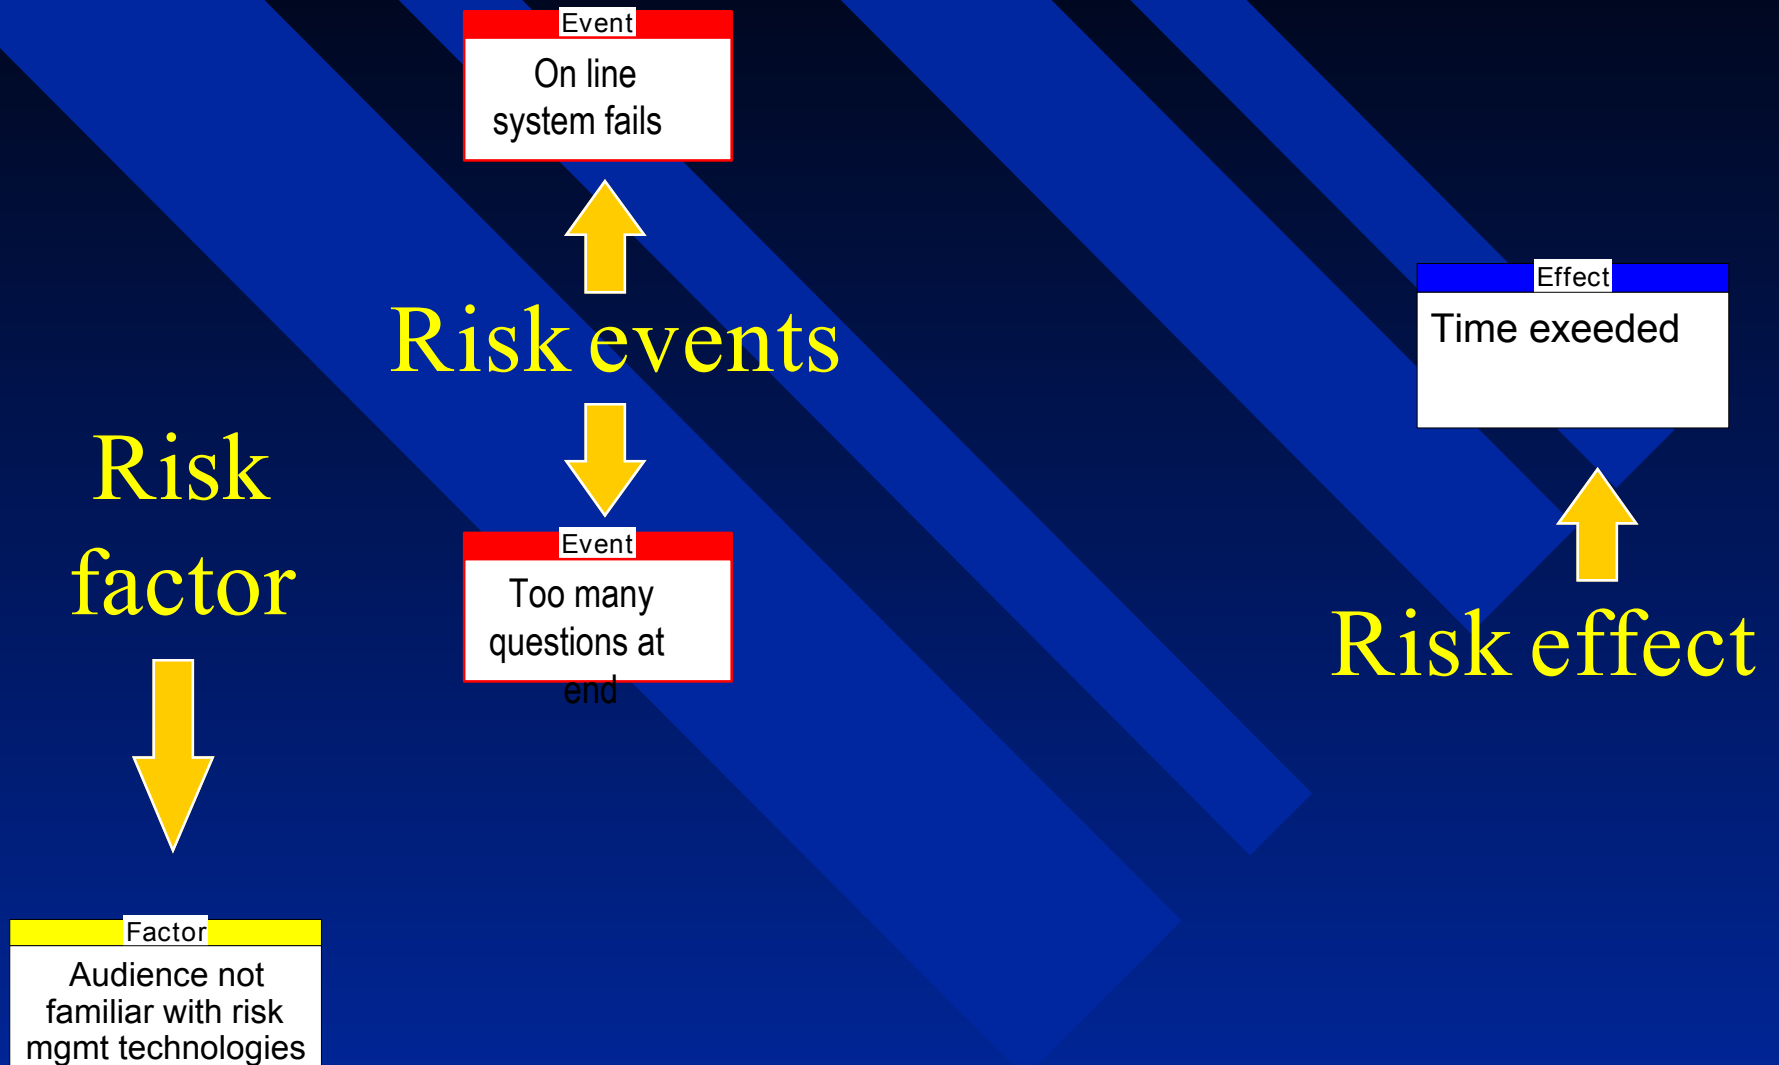 Event
On line
system fails
Risk events
Event
Too many
questions at
end
Effect
Time exeeded
Risk effect
Risk
factor
Factor
Audience not
familiar with risk
mgmt technologies